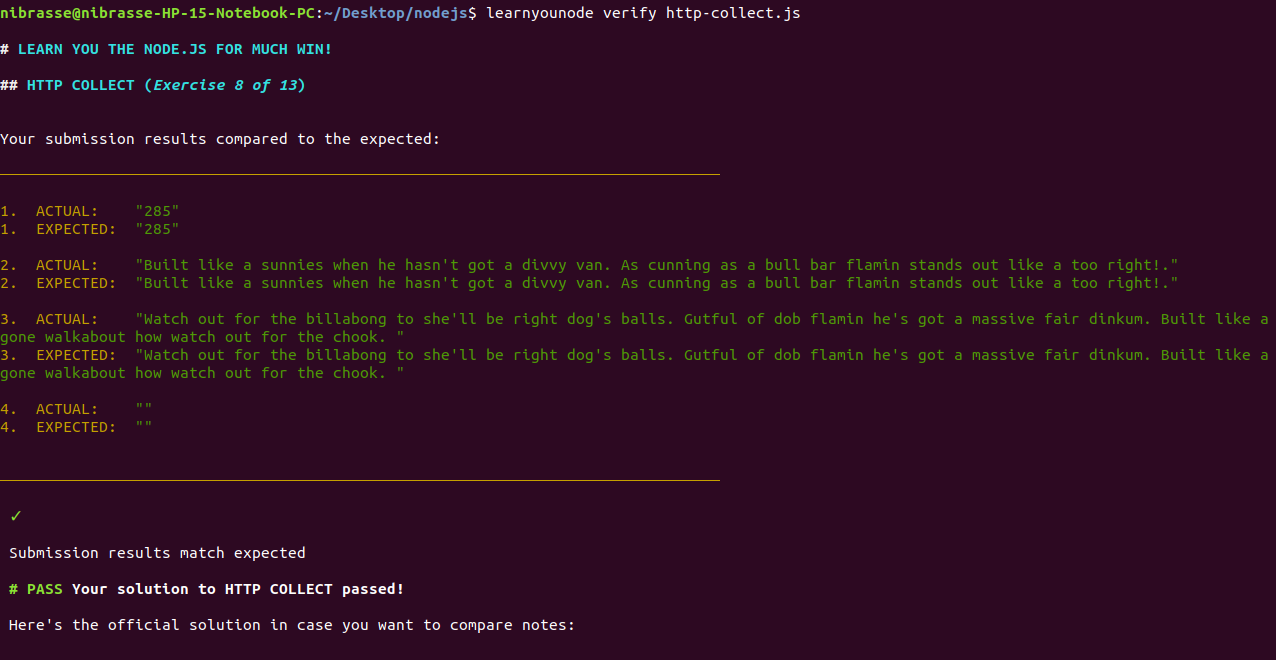 nibrasse@nibrasse-HP-15-Notebook-PC:~/Desktop/nodejs$ learnyounode verify http-collect.js
# LEARN YOU THE NODE.JS FOR MUCH WIN!
## HTTP COLLECT (Exercise 8 of 13)
Your submission results compared to the expected:
1. ACTUAL: "285"
1. EXPECTED: "285"
2. ACTUAL: "Built like a sunnies when he hasn't got a divvy van. As cunning as a bull bar flamin stands out like a too right!."
2. EXPECTED: "Built like a sunnies when he hasn't got a divvy van. As cunning as a bull bar flamin stands out like a too right!."
3. ACTUAL: "Watch out for the billabong to she'll be right dog's balls. Gutful of dob flamin he's got a massive fair dinkum. Built like a
gone walkabout how watch out for the chook. "
3. EXPECTED: "Watch out for the billabong to she'll be right dog's balls. Gutful of dob flamin he's got a massive fair dinkum. Built like a
gone walkabout how watch out for the chook. "
4. ACTUAL: ""
4. EXPECTED: ""
✓
Submission results match expected
# PASS Your solution to HTTP COLLECT passed!
Here's the official solution in case you want to compare notes: